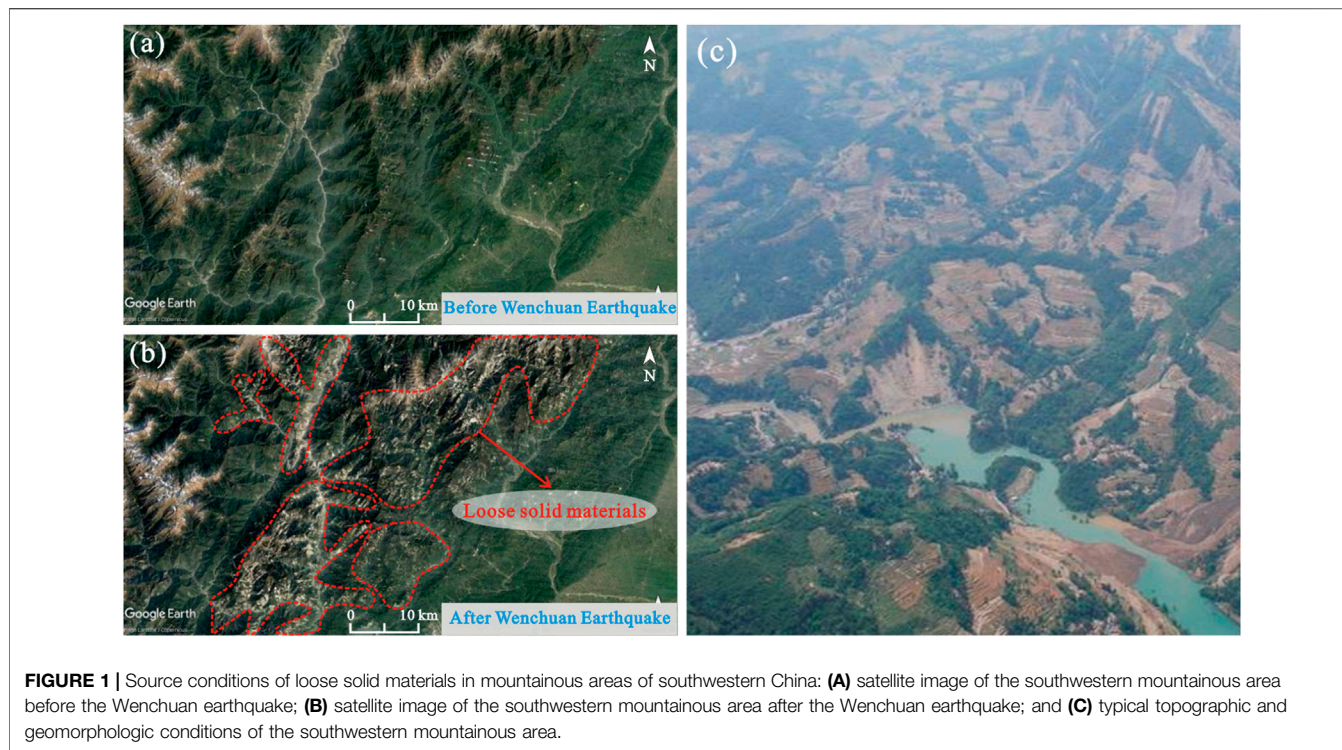 (a)
N
Google Earth
0 10 km
Before Wenchuan Earthquake
(b)
N
Loose solid materials
Google Earth
0 10 km
After Wenchuan Earthquake
(c)
FIGURE 1 | Source conditions of loose solid materials in mountainous areas of southwestern China: (A) satellite image of the southwestern mountainous area
before the Wenchuan earthquake; (B) satellite image of the southwestern mountainous area after the Wenchuan earthquake; and (C) typical topographic and
geomorphologic conditions of the southwestern mountainous area.